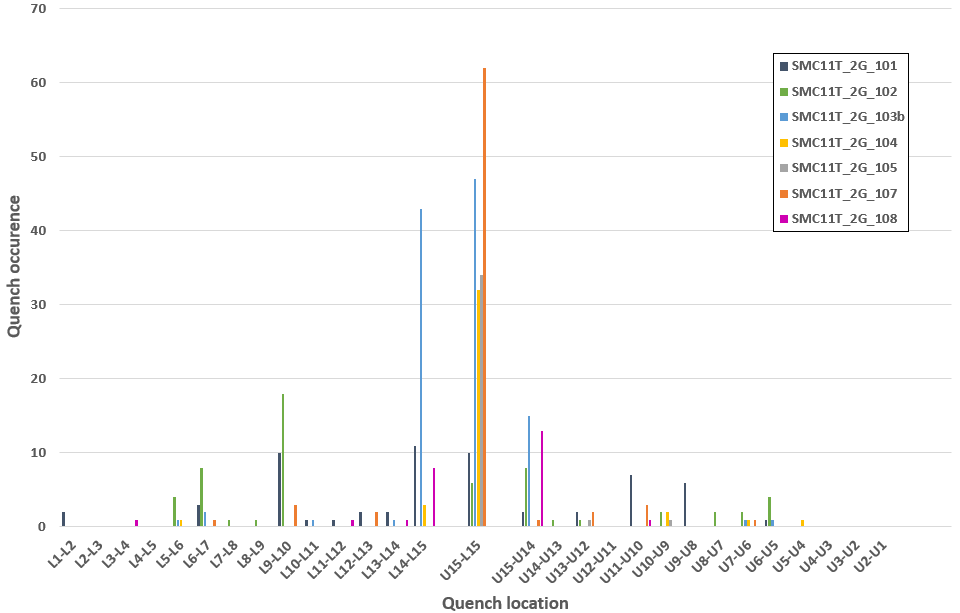 70
60
50
40
30
20
10
0
Quench occurence
SMC11T_2G_101
SMC11T_2G_102
SMC11T_2G_103b
SMC11T_2G_104
SMC11T_2G_105
SMC11T_2G_107
SMC11T_2G_108
L1-L2
L2-L3
L3-L4
L4-L5
L5-L6
L6-L7
L7-L8
L8-L9
L9-L10
L10-L11
L11-L12
L12-L13
L13-L14
L14-L15
U15-L15
U15-U14
U14-U13
U13-U12
U12-U11
U11-U10
U10-U9
U9-U8
U8-U7
U7-U6
U6-U5
U5-U4
U4-U3
U3-U2
U2-U1
Quench location